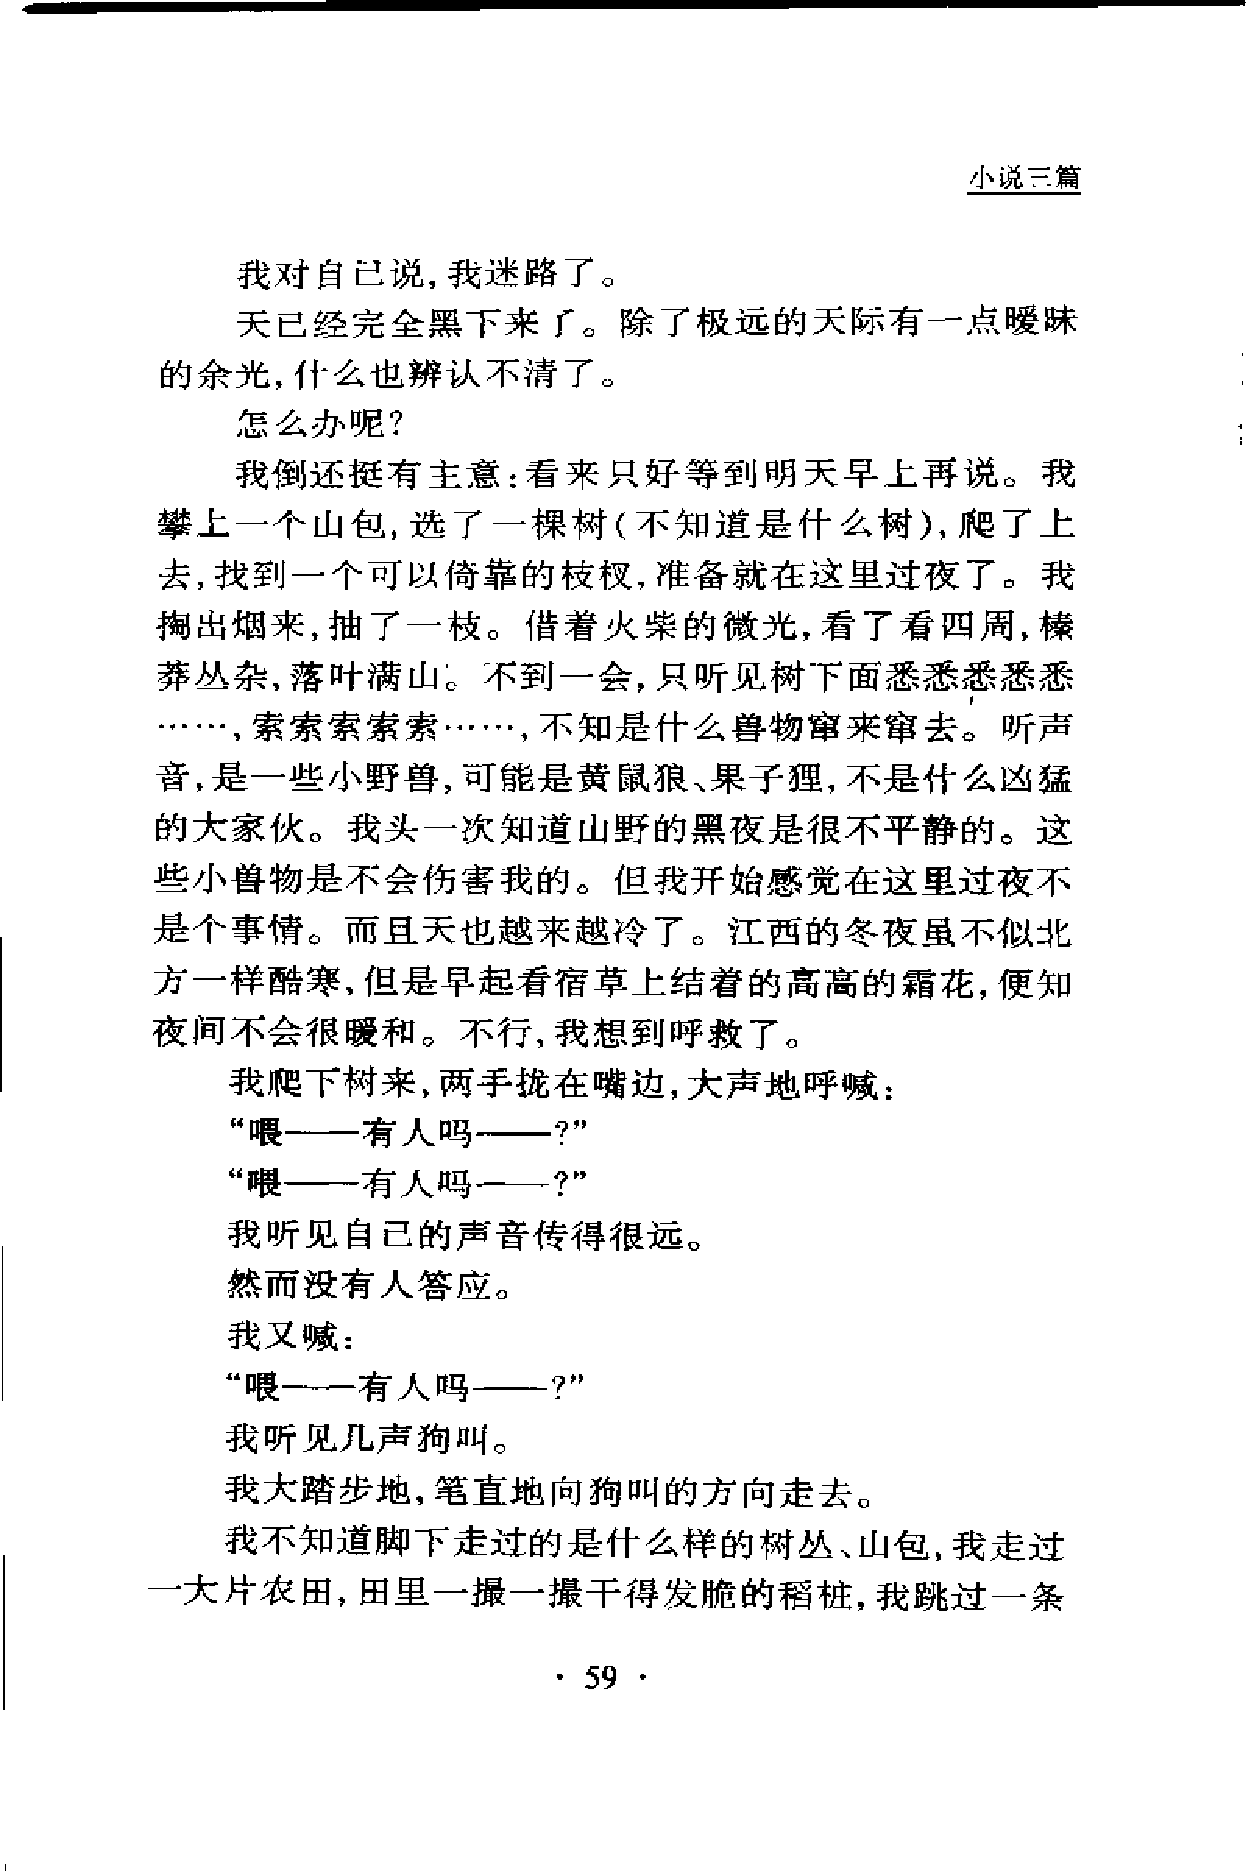 小说三篇
我对自己说,我迷路了。
天已经完全黑下来了。除了极远的天际有一点暧昧
的余光,什么也辨认不清了。
怎么办呢?
我倒还挺有主意:看来只好等到明天早上再说。我
攀上一个山包,选了一棵树(不知道是什么树),爬了上
去,找到一个可以倚靠的枝杈,准备就在这里过夜了。我
掏出烟来,抽了一枝。借着火柴的微光,看了看四周,榛
莽丛杂,落叶满山。不到一会,只听见树下面悉悉悉悉悉
……,索索索索索……,不知是什么兽物窜来窜去。听声
音,是一些小野兽,可能是黄鼠狼、果子狸,不是什么凶猛
的大家伙。我头一次知道山野的黑夜是很不平静的。这
些小兽物是不会伤害我的。但我开始感觉在这里过夜不
是个事情。而且天也越来越冷了。江西的冬夜虽不似北
方一样酷寒,但是早起看宿草上结着的高高的霜花,便知
夜间不会很暖和。不行,我想到呼救了。
我爬下树来,两手拢在嘴边,大声地呼喊:
“喂——有人吗——?”
“喂——有人吗——?”
我听见自己的声音传得很远。
然而没有人答应。
我又喊:
“喂——有人吗——?”
我听见几声狗叫。
我大踏步地,笔直地向狗叫的方向走去。
我不知道脚下走过的是什么样的树丛、山包,我走过
一大片农田,田里一撮一撮干得发脆的稻桩,我跳过一条
· 59 ·